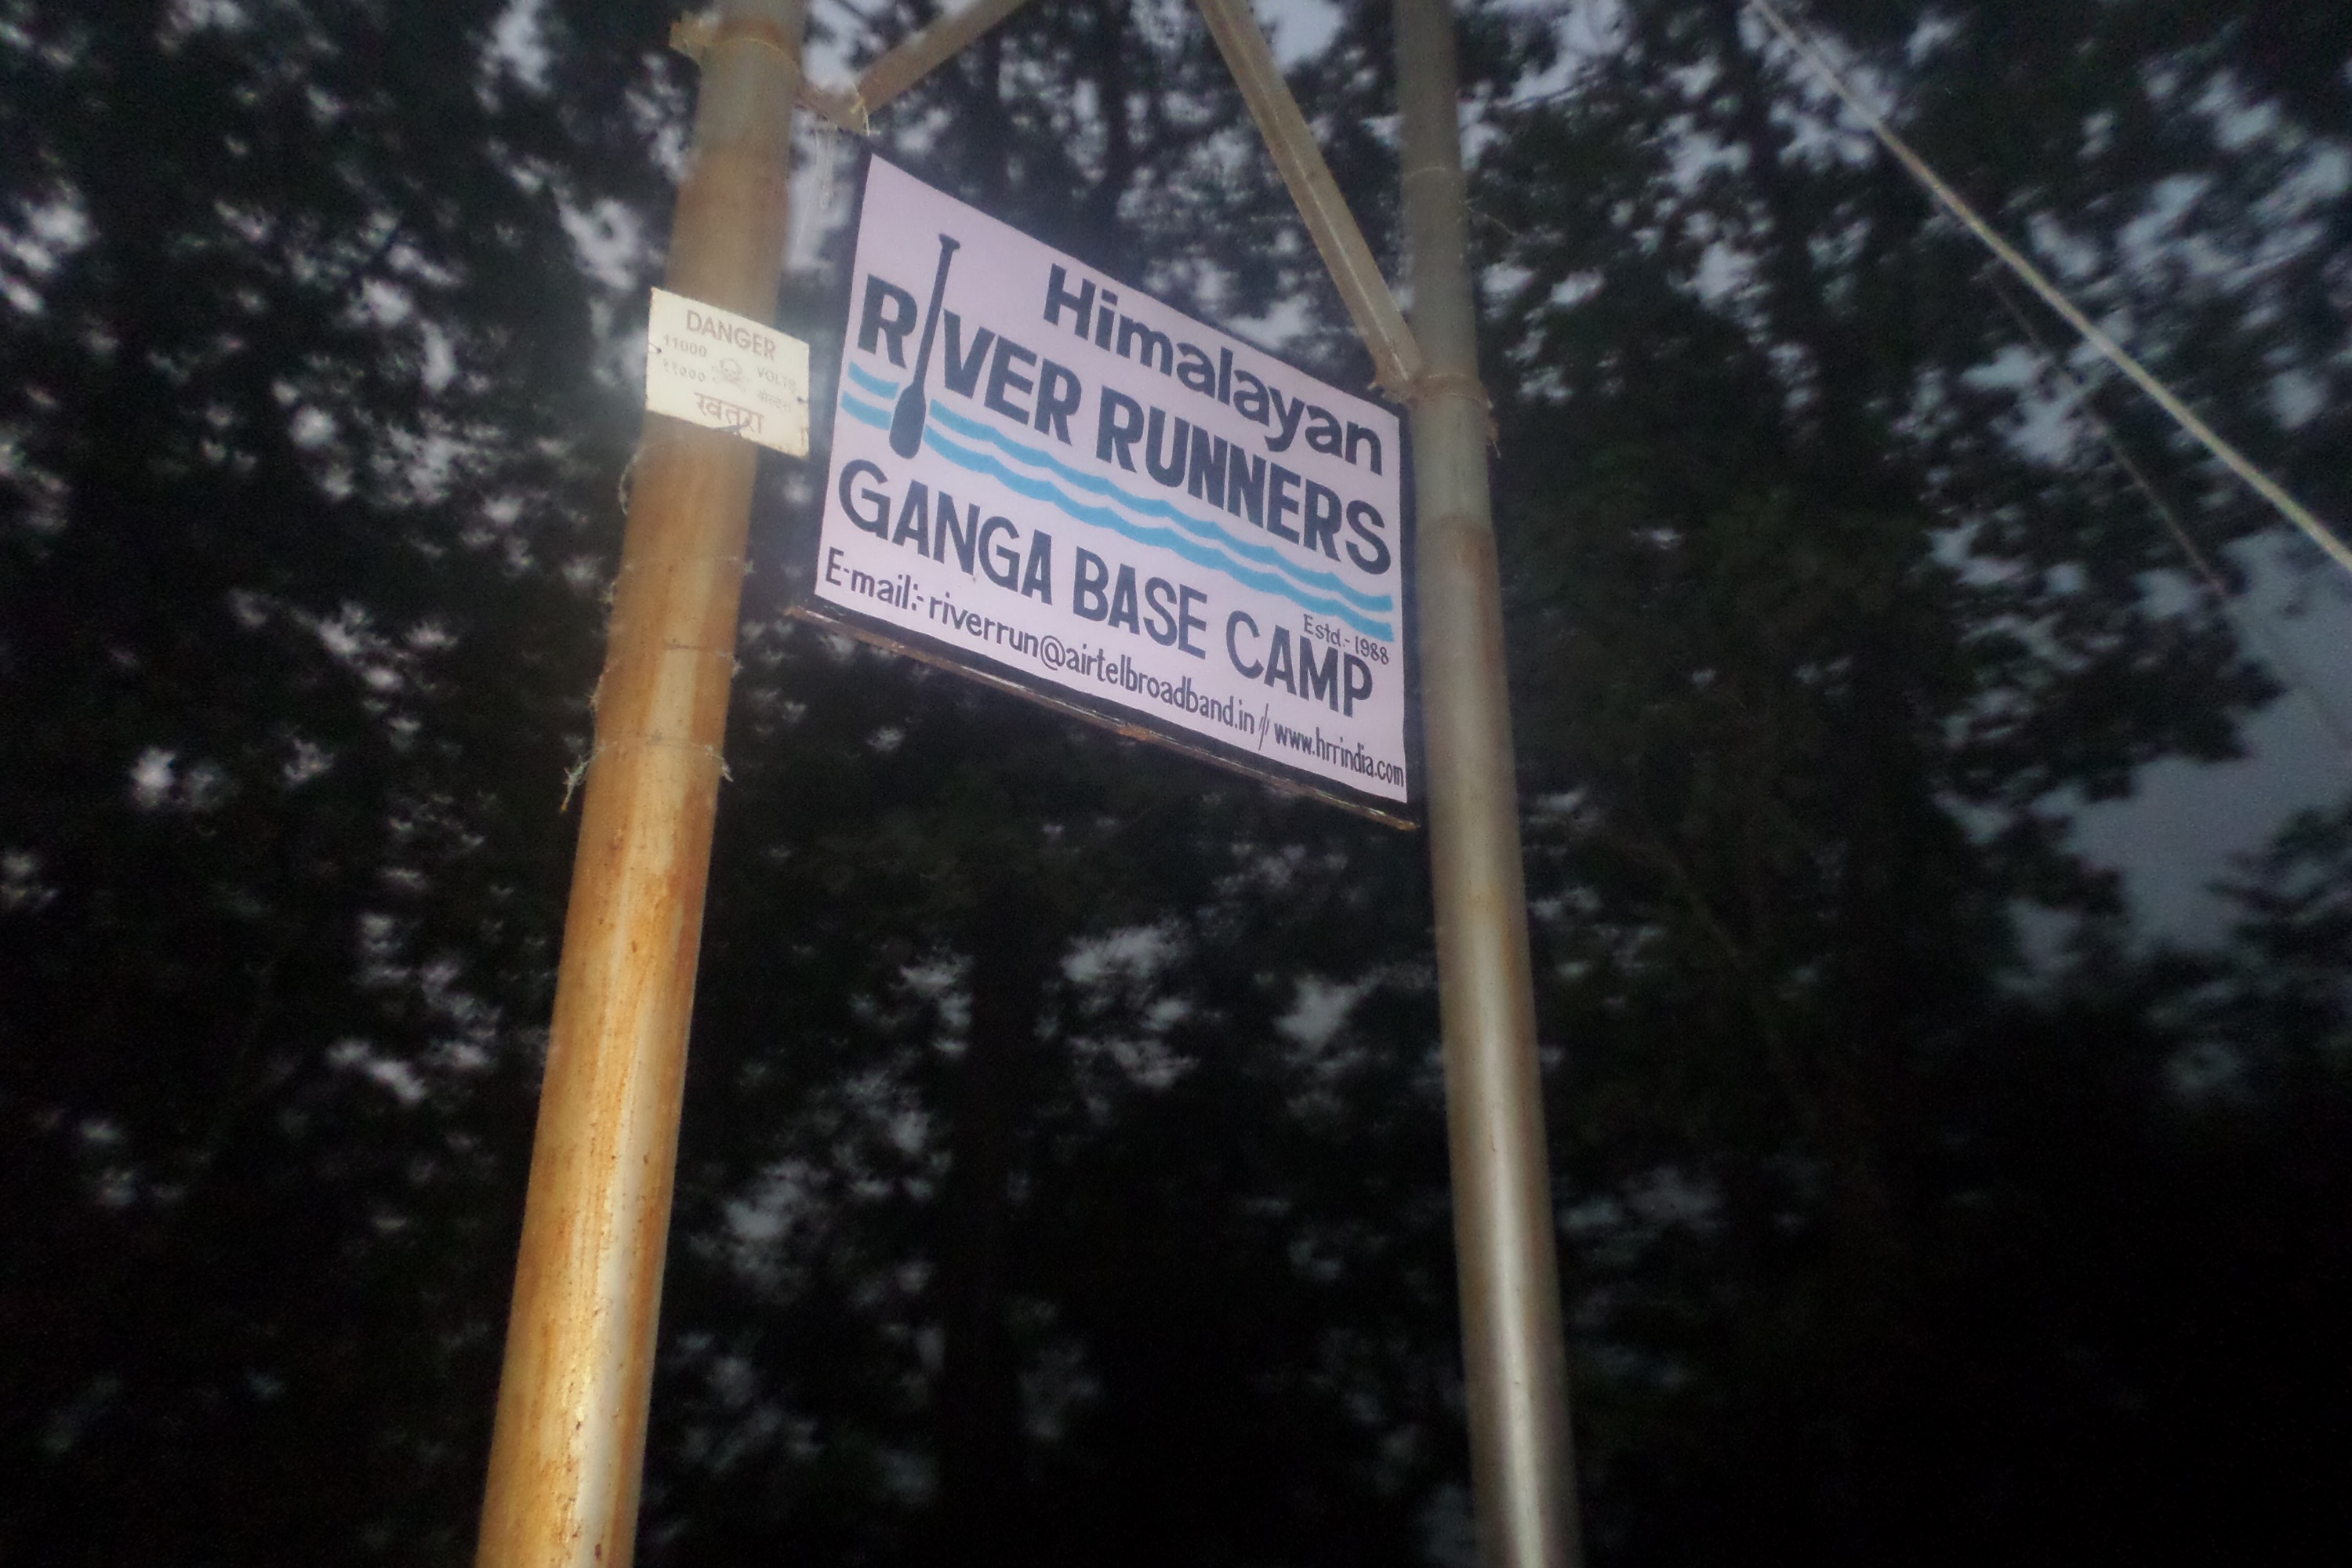 DANGER
11000 VOLTS
११००० वोल्ट्स
खतरा
Himalayan
RIVER RUNNERS
Estd.- 1988
GANGA BASE CAMP
E-mail:- riverrun@airtelbroadband.in // www.hrrindia.com